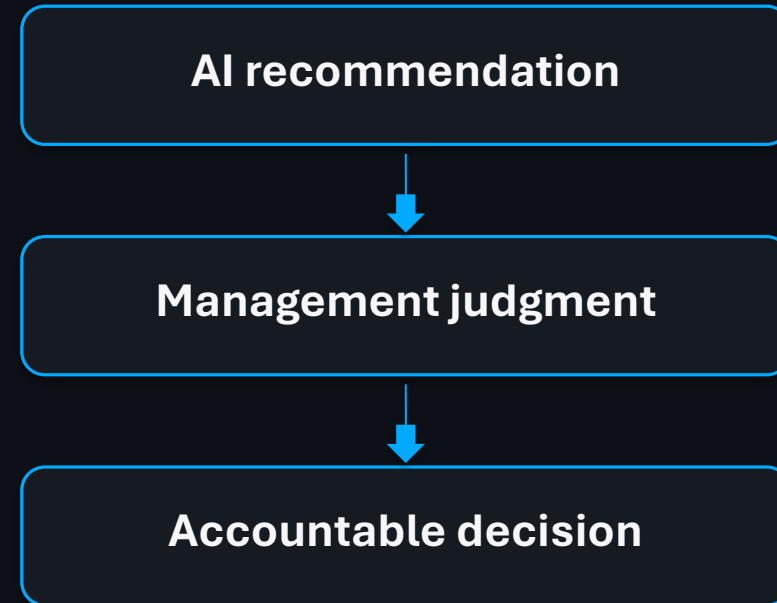 AI recommendation
Management judgment
Accountable decision